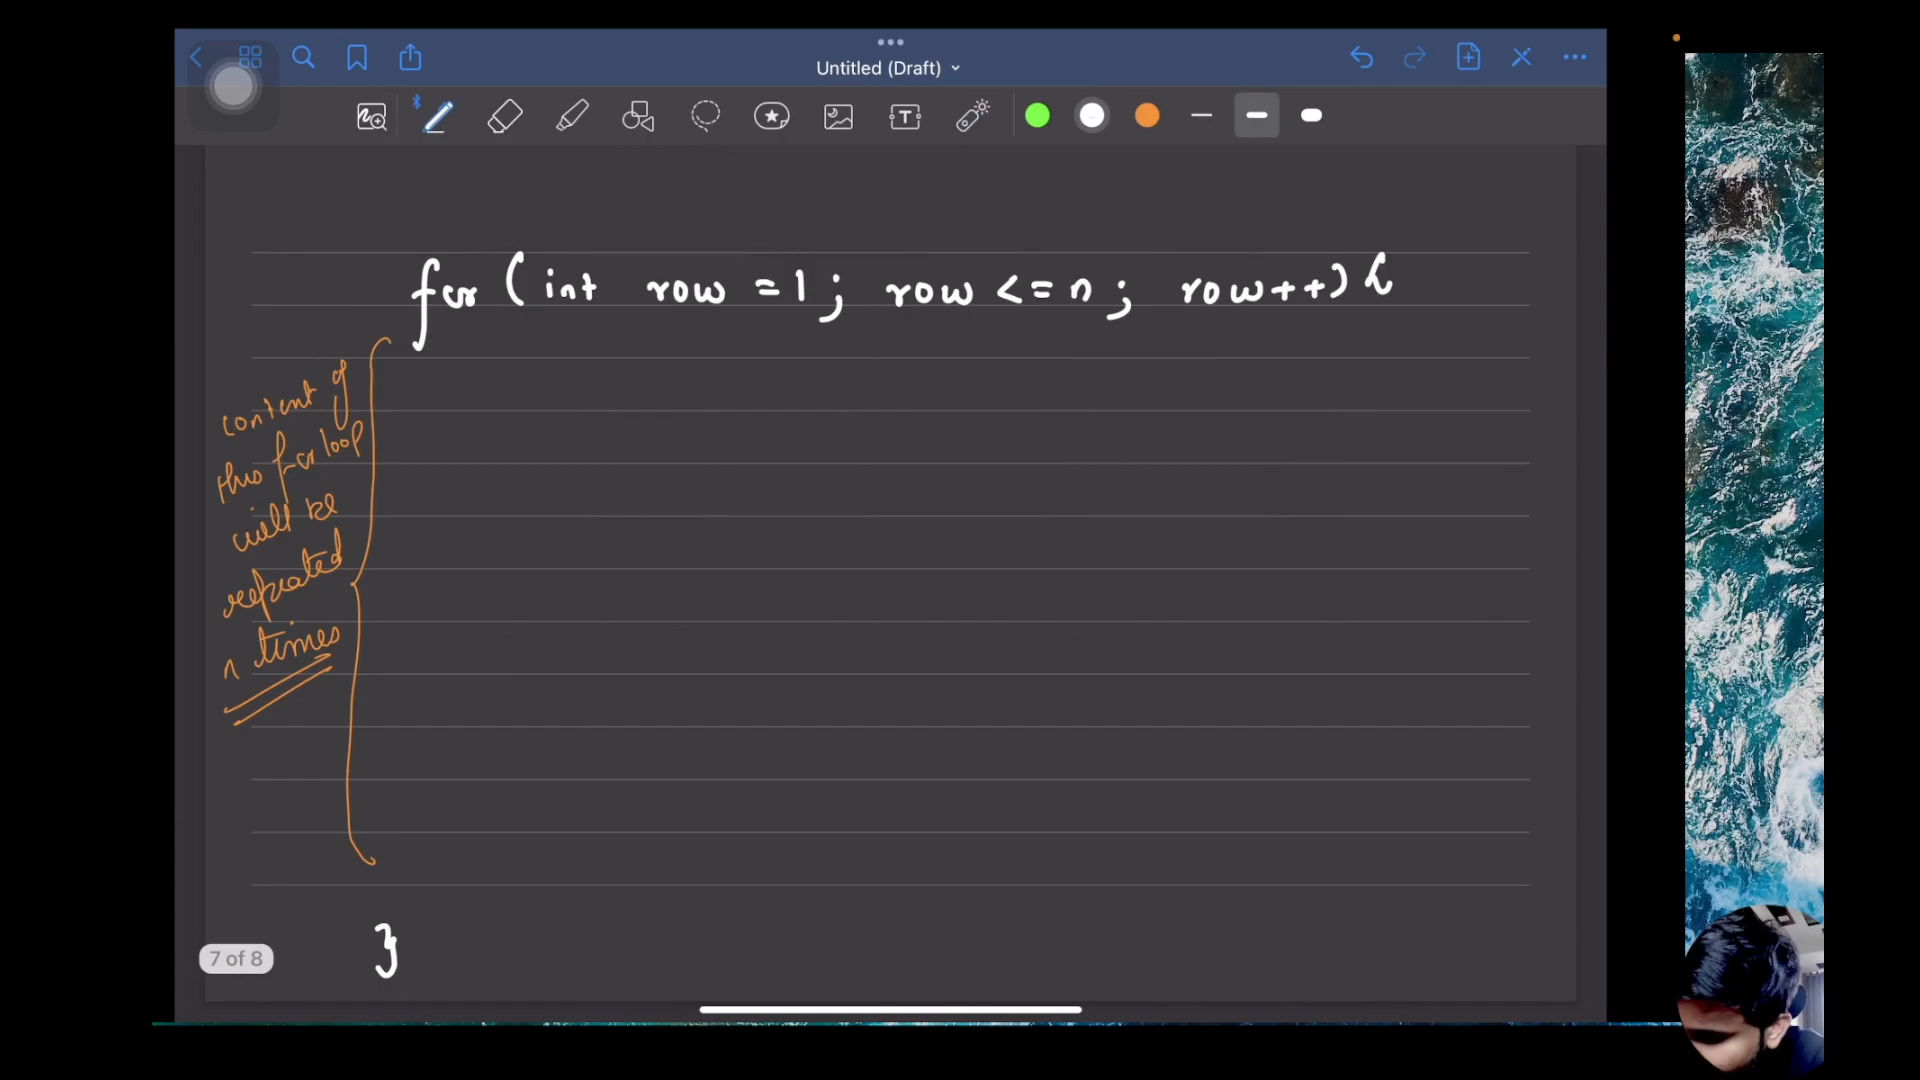 Untitled (Draft)
for (int row = 1; row <= n; row++) {
content of
this for loop
will be
repeated
n times
}
7 of 8